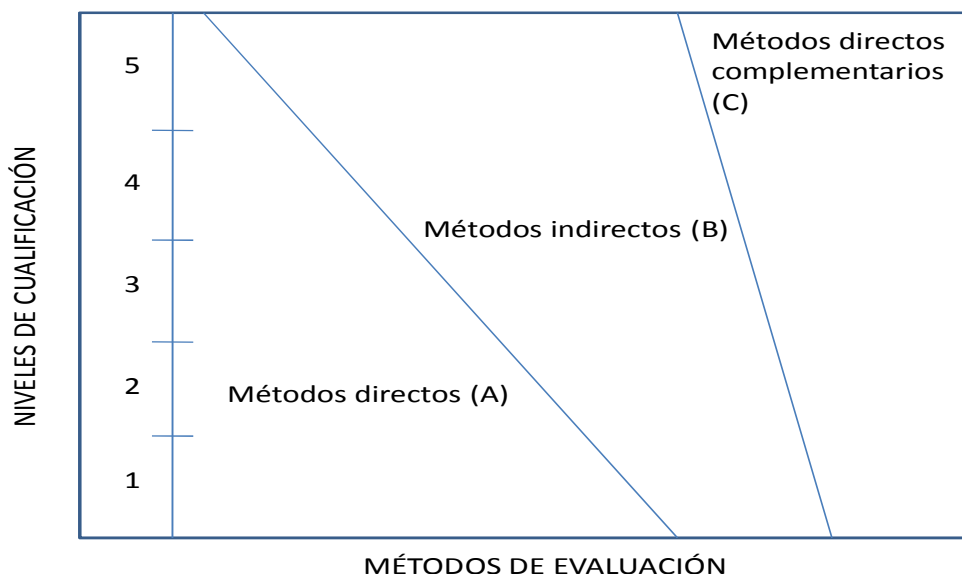 NIVELES DE CUALIFICACIÓN
5
4
3
2
1
Métodos directos
complementarios
(C)
Métodos indirectos (B)
Métodos directos (A)
MÉTODOS DE EVALUACIÓN